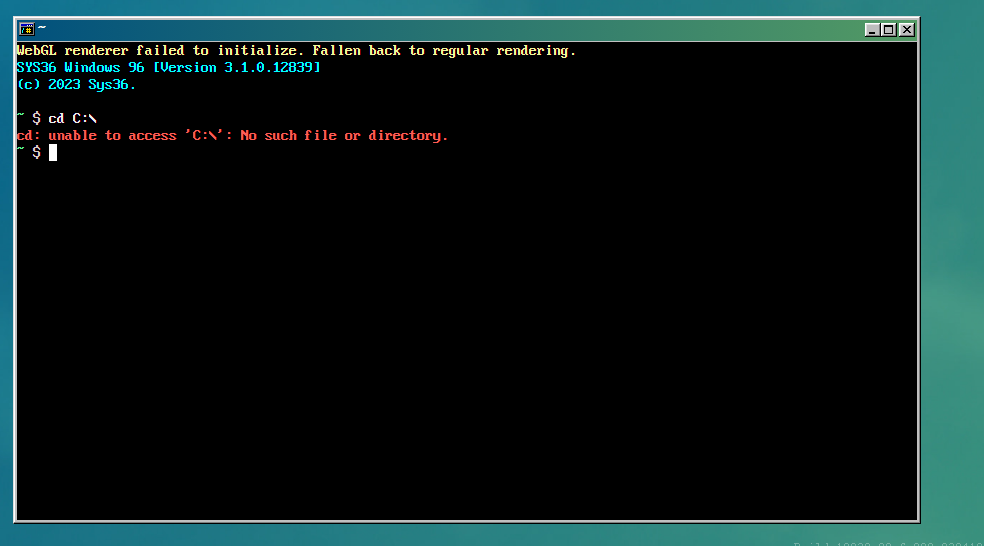 ~
WebGL renderer failed to initialize. Fallen back to regular rendering.
SYS36 Windows 96 [Version 3.1.0.12839]
(c) 2023 Sys36.
~ $ cd C:\
cd: unable to access 'C:\': No such file or directory.
~ $